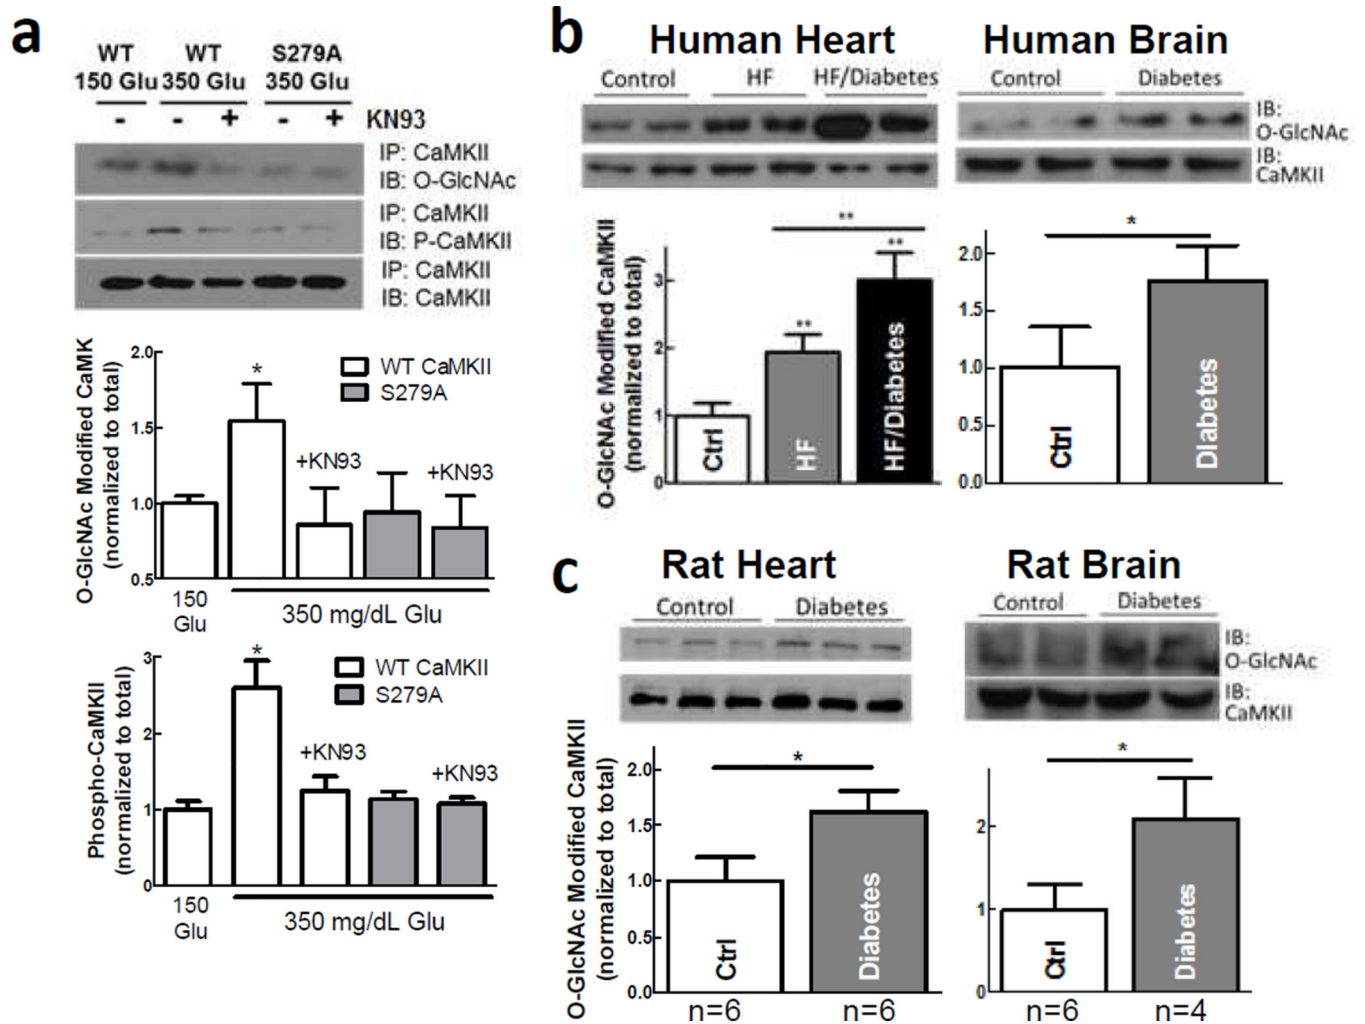 a
WT
150 Glu
WT
350 Glu
S279A
350 Glu
- - + - + KN93
IP: CaMKII
IB: O-GlcNAc
IP: CaMKII
IB: P-CaMKII
IP: CaMKII
IB: CaMKII
O-GlcNAc Modified CaMK
(normalized to total)
2.0
1.5
1.0
0.5
*
+KN93
+KN93
WT CaMKII
S279A
150
Glu
350 mg/dL Glu
Phospho-CaMKII
(normalized to total)
3
2
1
0
*
+KN93
+KN93
WT CaMKII
S279A
150
Glu
350 mg/dL Glu
b
Human Heart
Control HF HF/Diabetes
O-GlcNAc Modified CaMKII
(normalized to total)
3
2
1
0
**
**
**
Ctrl
HF
HF/Diabetes
Human Brain
Control Diabetes
IB:
O-GlcNAc
IB:
CaMKII
2.0
1.5
1.0
0.5
0.0
*
Ctrl
Diabetes
c
Rat Heart
Control Diabetes
O-GlcNAc Modified CaMKII
(normalized to total)
2.0
1.5
1.0
0.5
0.0
*
Ctrl
Diabetes
n=6 n=6
Rat Brain
Control Diabetes
IB:
O-GlcNAc
IB:
CaMKII
2
1
0
*
Ctrl
Diabetes
n=6 n=4